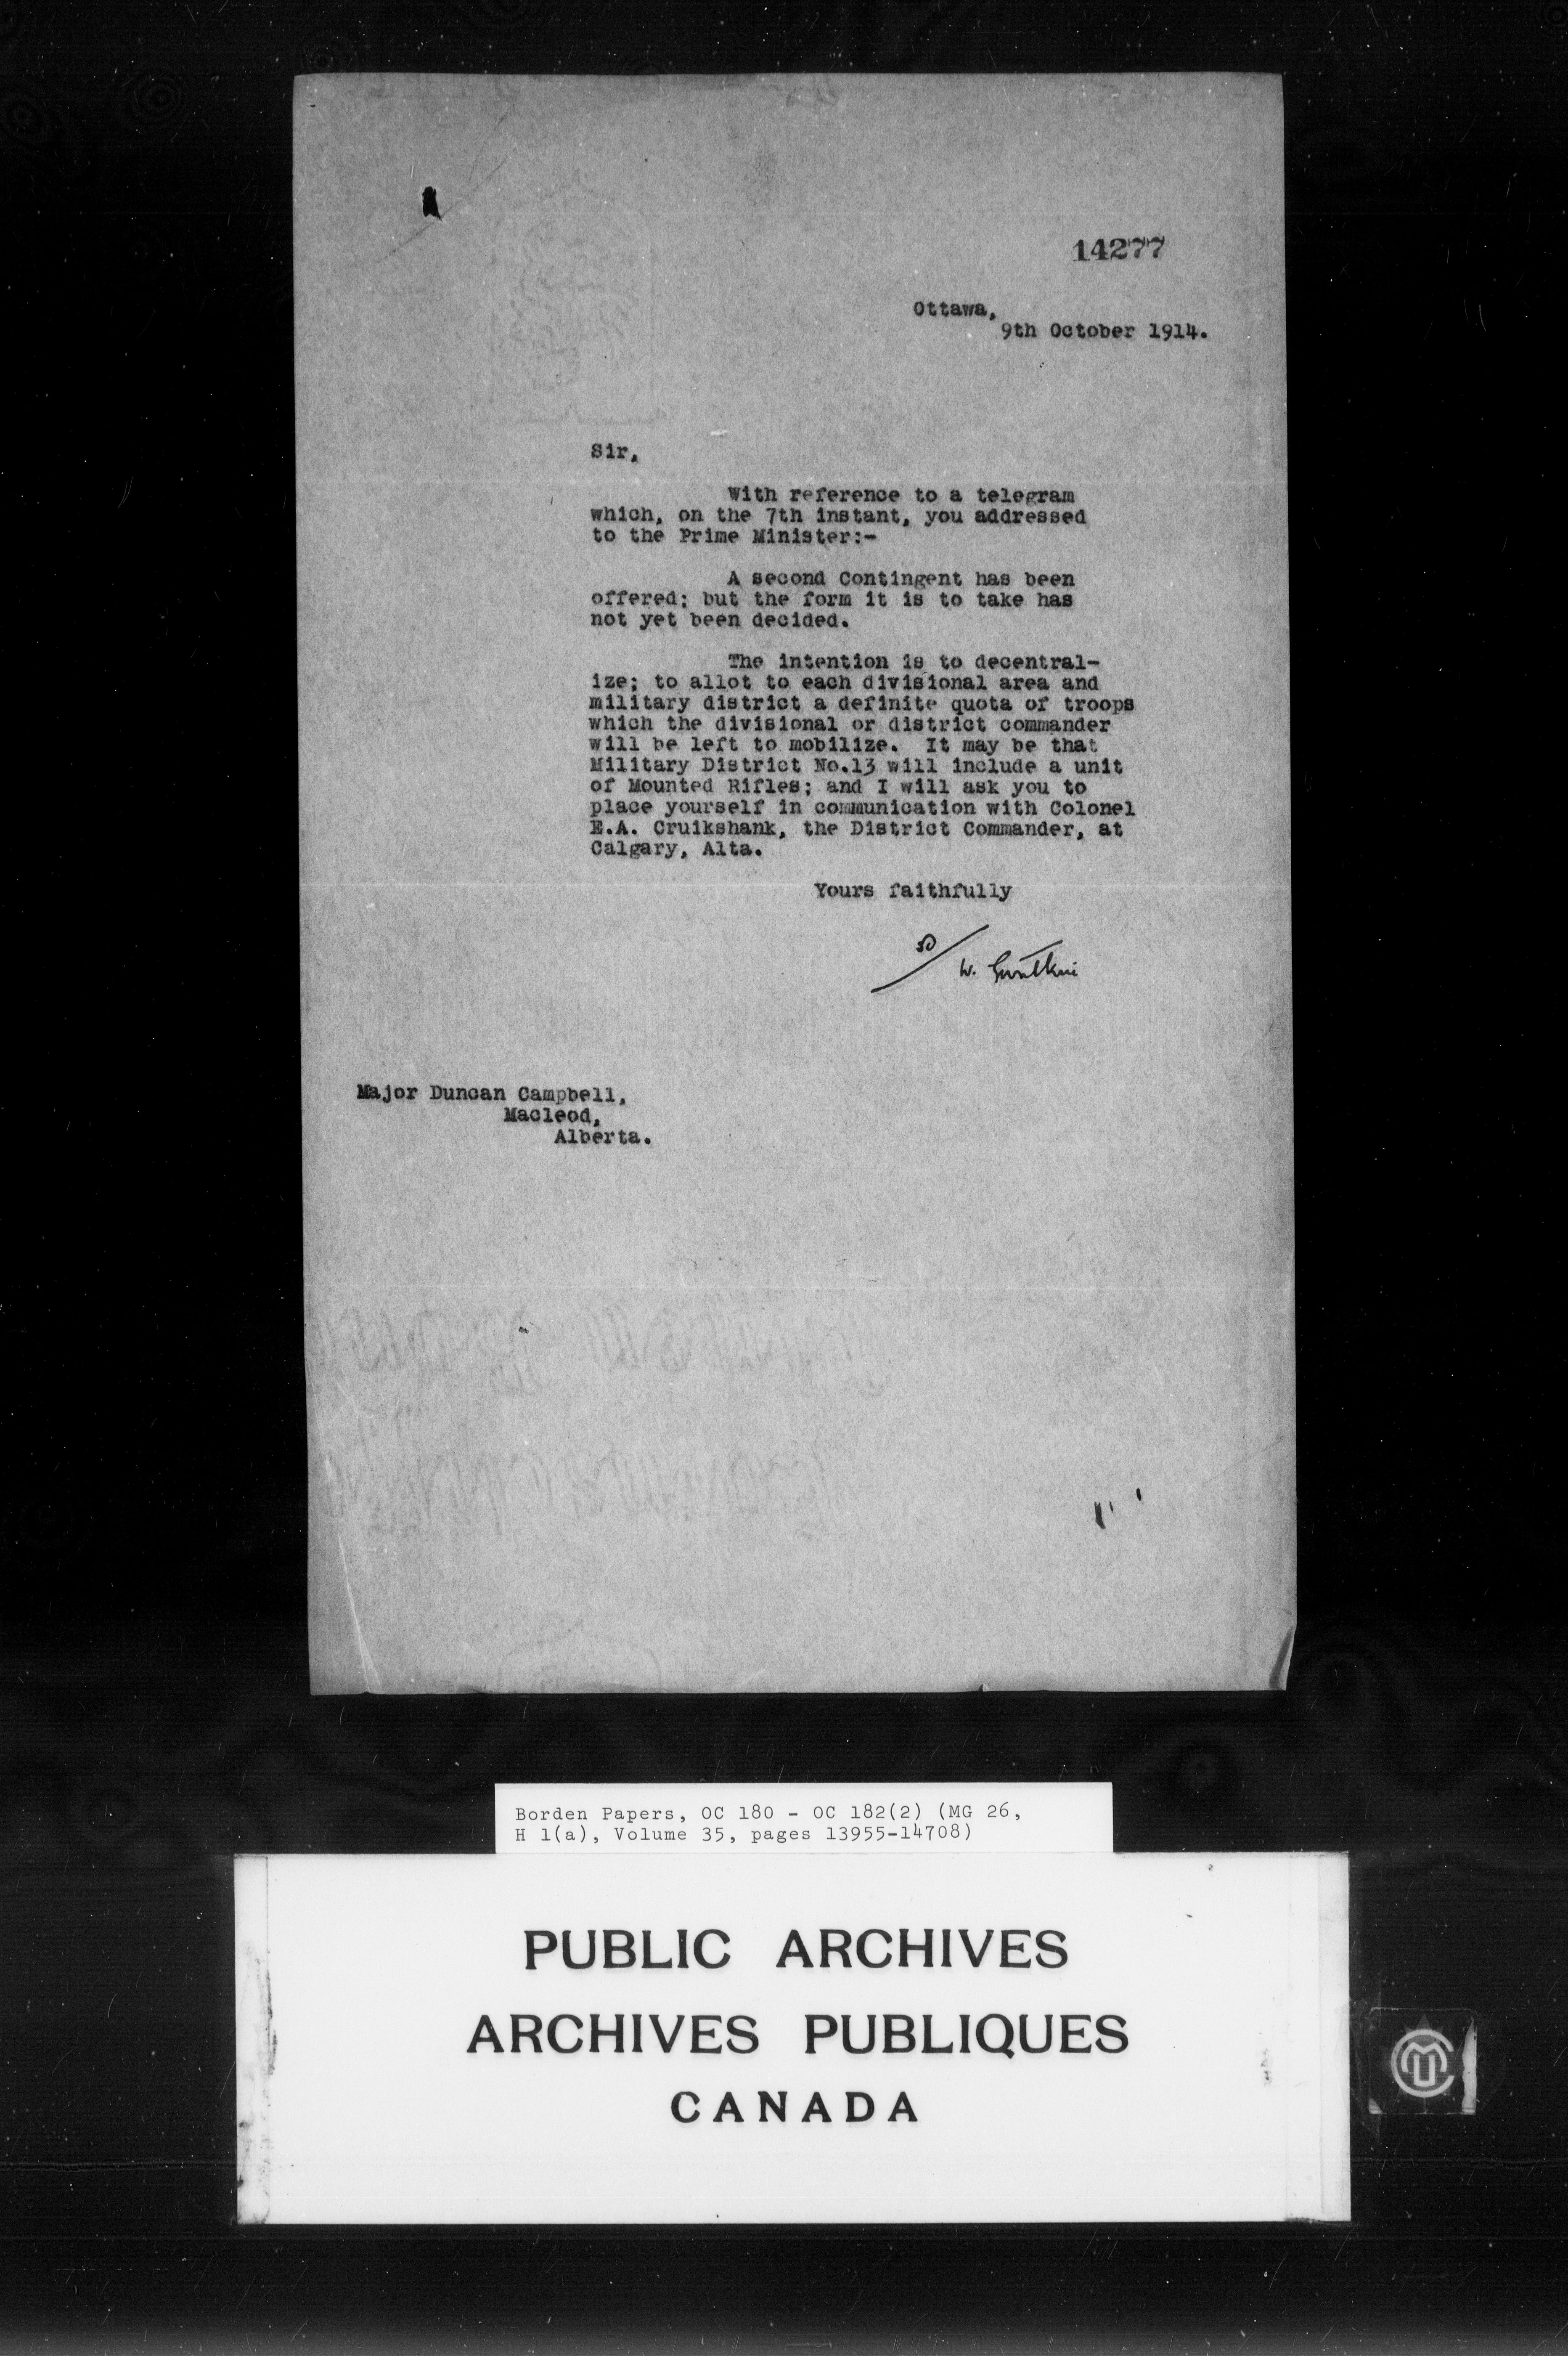 14277
Ottawa,
9th October 1914.
Sir,
With reference to a telegram
which, on the 7th instant, you addressed
to the Prime Minister:-
A second Contingent has been
offered; but the form it is to take has
not yet been decided.
The intention is to decentral-
ize; to allot to each divisional area and
military district a definite quota of troops
which the divisional or district commander
will be left to mobilize. It may be that
Military District No.13 will include a unit
of Mounted Rifles; and I will ask you to
place yourself in communication with Colonel
E.A. Cruikshank, the District Commander, at
Calgary, Alta.
Yours faithfully
W.
Major Duncan Campbell,
Macleod,
Alberta.
Borden Papers, OC 180 - OC 182(2) (MG 26,
H 1(a), Volume 35, pages 13955-14708)
PUBLIC ARCHIVES
ARCHIVES PUBLIQUES
CANADA